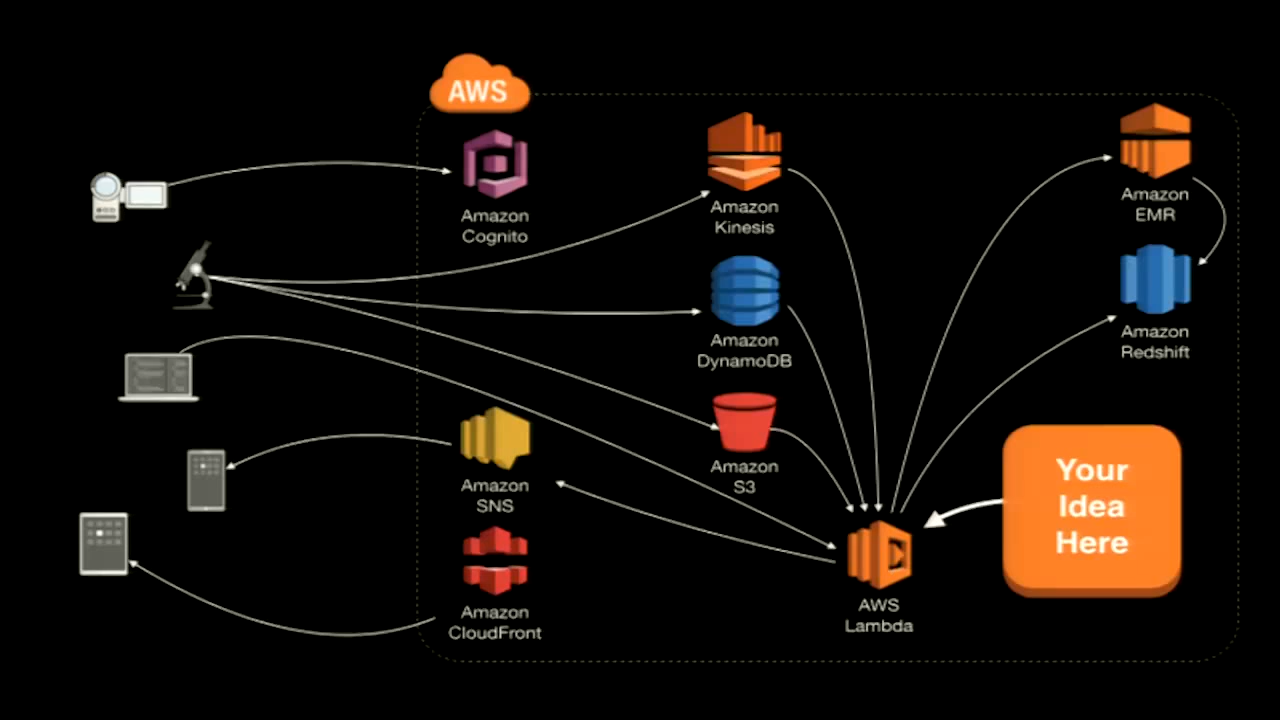 AWS
Amazon
Cognito
Amazon
Kinesis
Amazon
EMR
Amazon
DynamoDB
Amazon
Redshift
Amazon
S3
Amazon
SNS
Your
Idea
Here
Amazon
CloudFront
AWS
Lambda